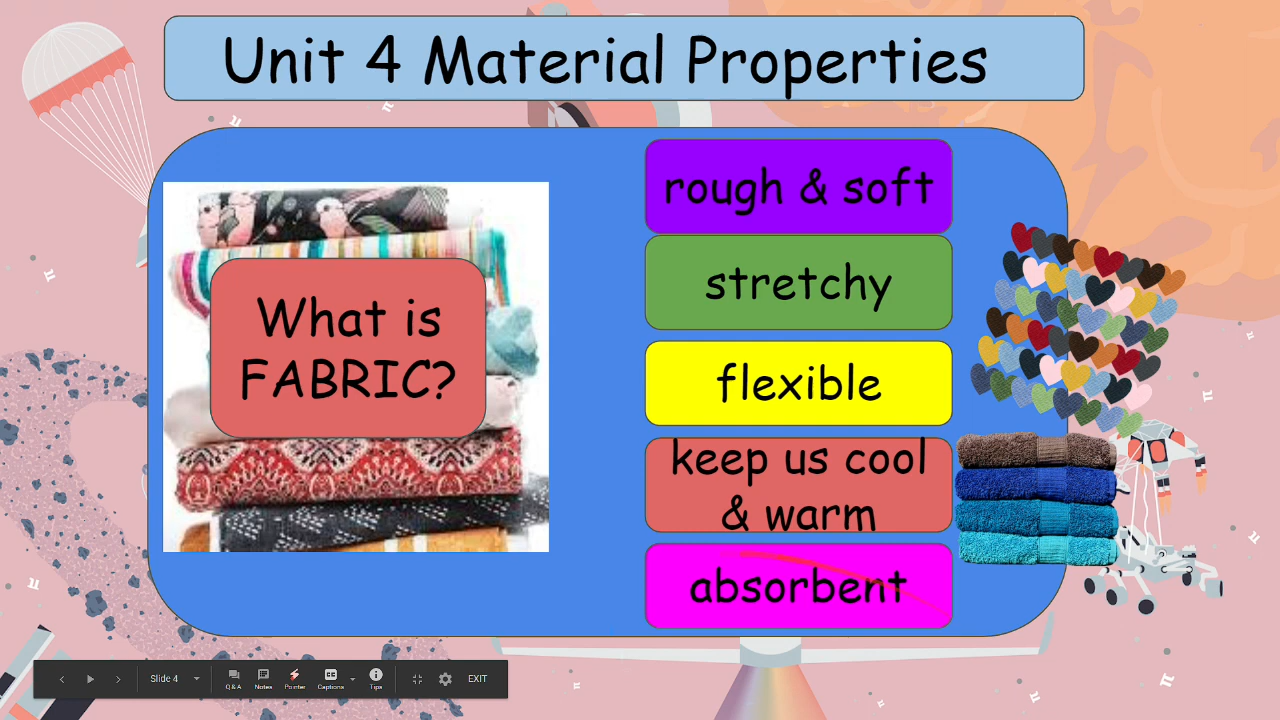 Unit 4 Material Properties
What is
FABRIC?
rough & soft
stretchy
flexible
keep us cool
& warm
absorbent
Slide 4
Q & A
Notes
Pointer
Captions
Tips
EXIT